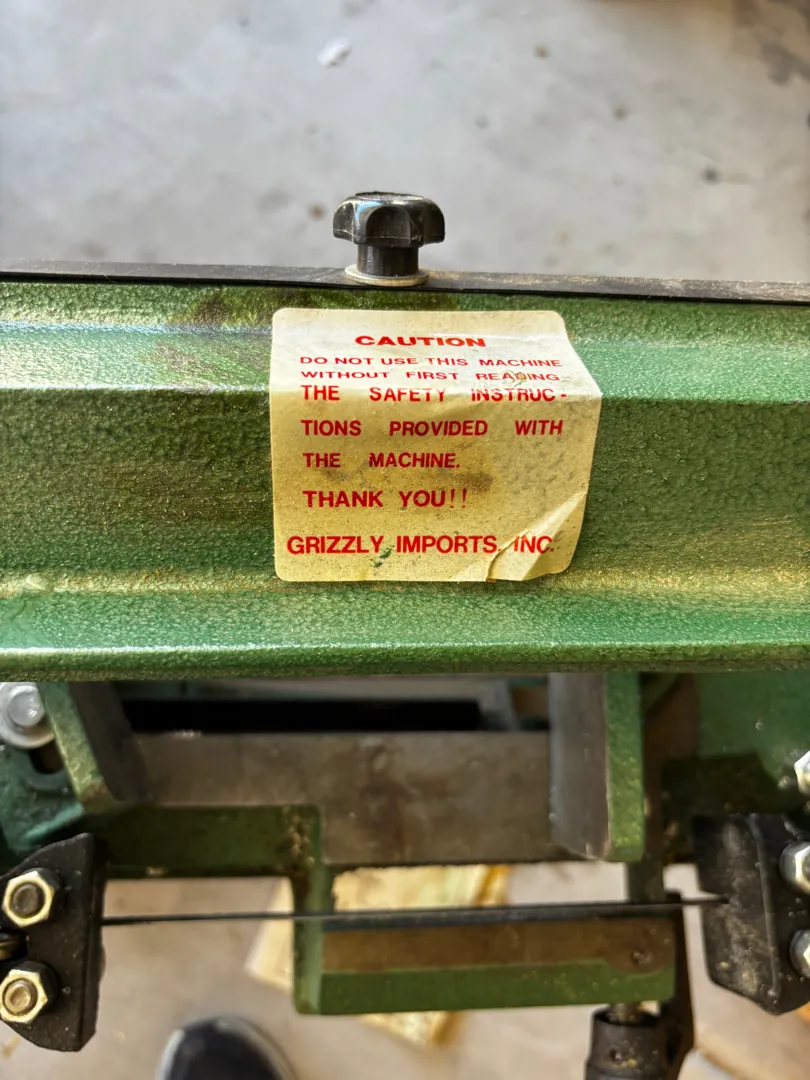 CAUTION
DO NOT USE THIS MACHINE
WITHOUT FIRST READING
THE SAFETY INSTRUC-
TIONS PROVIDED WITH
THE MACHINE.
THANK YOU!!
GRIZZLY IMPORTS, INC.